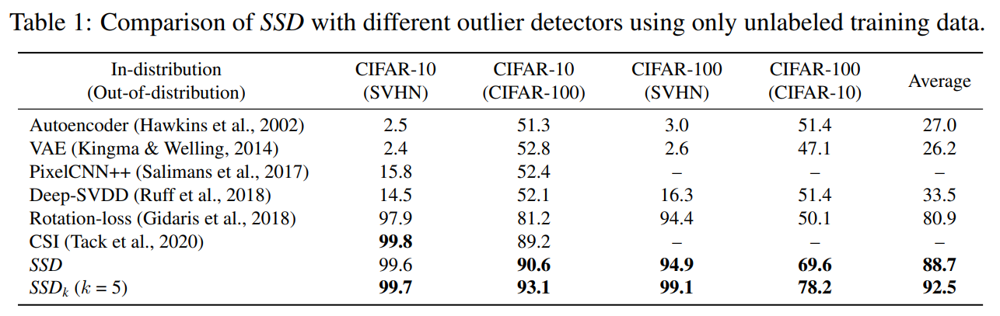 Table 1: Comparison of SSD with different outlier detectors using only unlabeled training data.
In-distribution CIFAR-10 CIFAR-10 CIFAR-100 CIFAR-100 Average
(Out-of-distribution) (SVHN) (CIFAR-100) (SVHN) (CIFAR-10)
Autoencoder (Hawkins et al., 2002) 2.5 51.3 3.0 51.4 27.0
VAE (Kingma & Welling, 2014) 2.4 52.8 2.6 47.1 26.2
PixelCNN++ (Salimans et al., 2017) 15.8 52.4 – – –
Deep-SVDD (Ruff et al., 2018) 14.5 52.1 16.3 51.4 33.5
Rotation-loss (Gidaris et al., 2018) 97.9 81.2 94.4 50.1 80.9
CSI (Tack et al., 2020) 99.8 89.2 – – –
SSD 99.6 90.6 94.9 69.6 88.7
SSDk (k = 5) 99.7 93.1 99.1 78.2 92.5